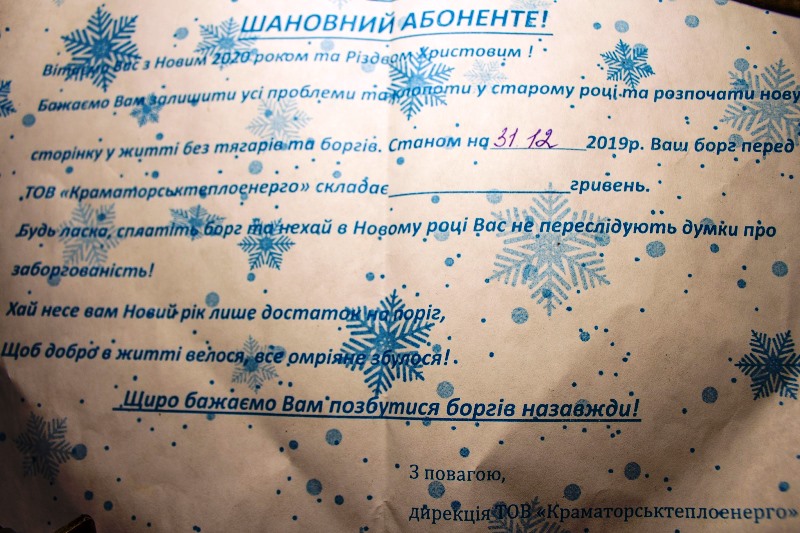 ШАНОВНИЙ АБОНЕНТЕ!
Вітаємо Вас з Новим 2020 роком та Різдвом Христовим !
Бажаємо Вам залишити усі проблеми та клопоти у старому році та розпочати нову
сторінку у житті без тягарів та боргів. Станом на 31 12 2019р. Ваш борг перед
ТОВ «Краматорськтеплоенерго» складає____________________гривень.
Будь ласка, сплатіть борг та нехай в Новому році Вас не переслідують думки про
заборгованість!
Хай несе вам Новий рік лише достаток на поріг,
Щоб добро в житті велося, все омріяне збулося!
Щиро бажаємо Вам позбутися боргів назавжди!
З повагою,
дирекція ТОВ «Краматорськтеплоенерго»